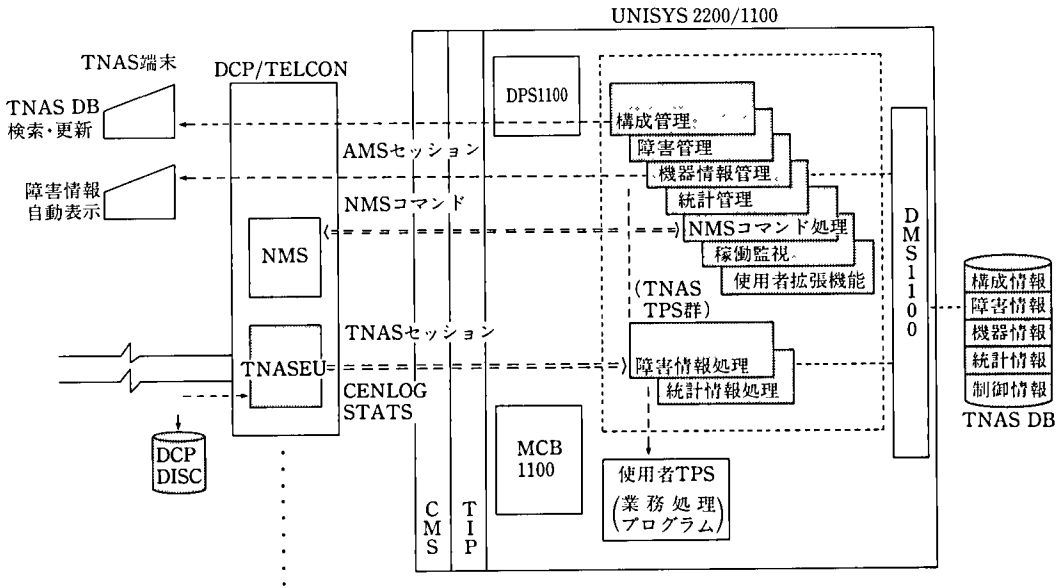 UNISYS 2200/1100
TNAS端末
DCP/TELCON
TNAS DB
検索・更新
障害情報
自動表示
AMSセッション
NMSコマンド
NMS
TNASセッション
TNASEU
CENLOG
STATS
DCP
DISC
CMS
TIP
DPS1100
MCB
1100
構成管理
障害管理
機器情報管理
統計管理
NMSコマンド処理
稼働監視
使用者拡張機能
(TNAS
TPS群)
障害情報処理
統計情報処理
使用者TPS
(業務処理
プログラム)
DMS1100
構成情報
障害情報
機器情報
統計情報
制御情報
TNAS DB